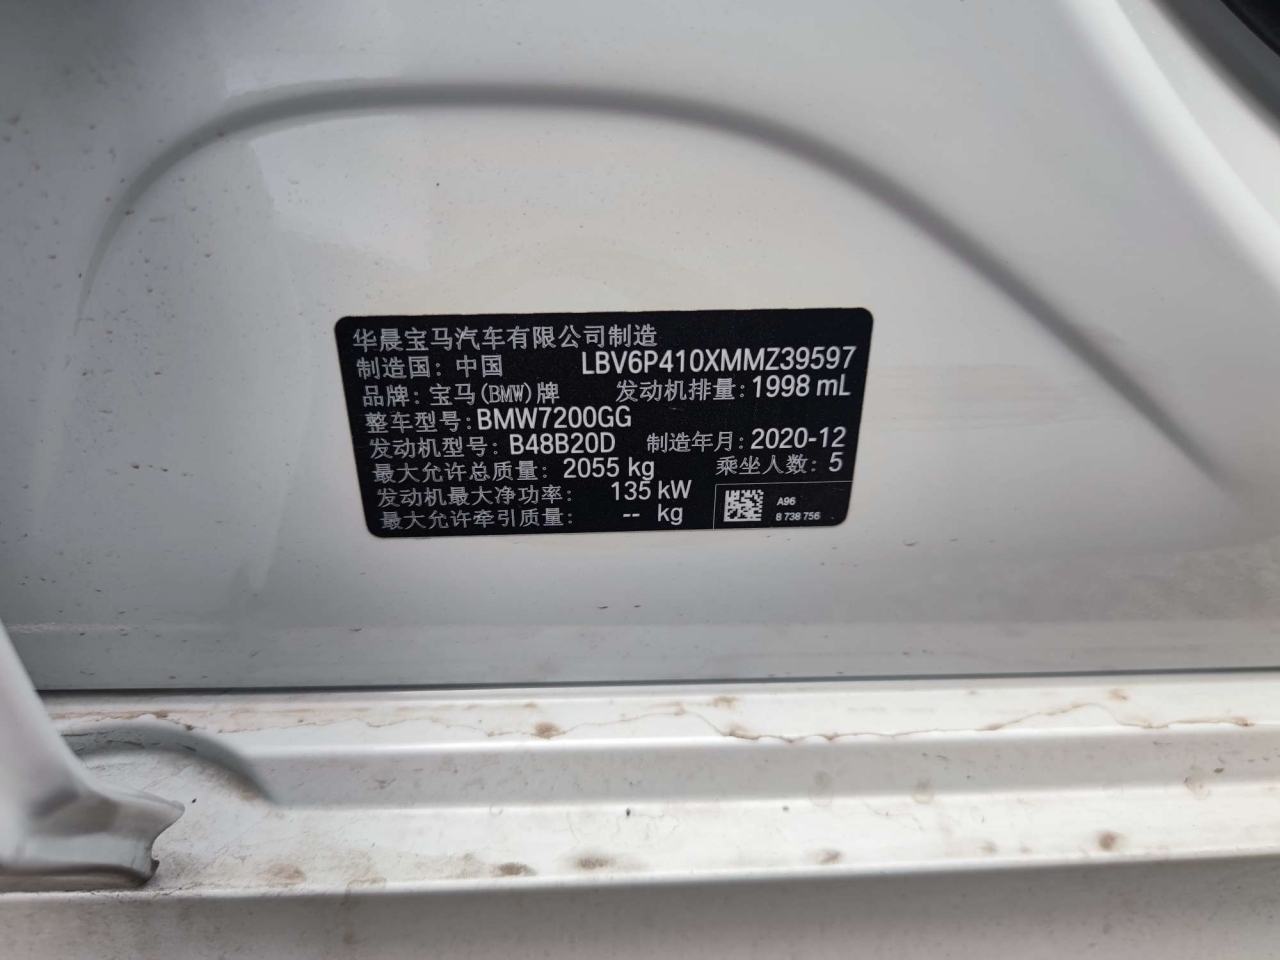 华晨宝马汽车有限公司制造
制造国：中国 LBV6P410XMMZ39597
品牌：宝马(BMW)牌 发动机排量：1998 mL
整车型号：BMW7200GG
发动机型号：B48B20D 制造年月：2020-12
最大允许总质量：2055 kg 乘坐人数：5
发动机最大净功率：135 kW
最大允许牵引质量：-- kg
A96
8 738 756